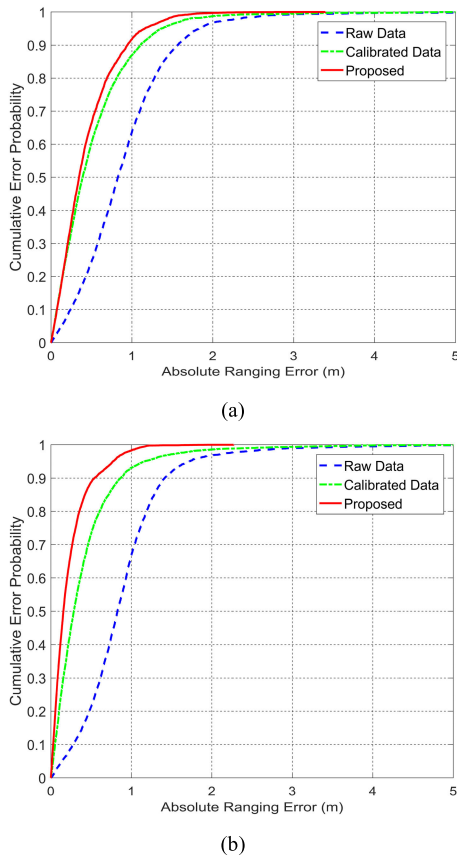 1
0.9
0.8
0.7
0.6
0.5
0.4
0.3
0.2
0.1
0
Cumulative Error Probability
Raw Data
Calibrated Data
Proposed
0 1 2 3 4 5
Absolute Ranging Error (m)
(a)
1
0.9
0.8
0.7
0.6
0.5
0.4
0.3
0.2
0.1
0
Cumulative Error Probability
Raw Data
Calibrated Data
Proposed
0 1 2 3 4 5
Absolute Ranging Error (m)
(b)